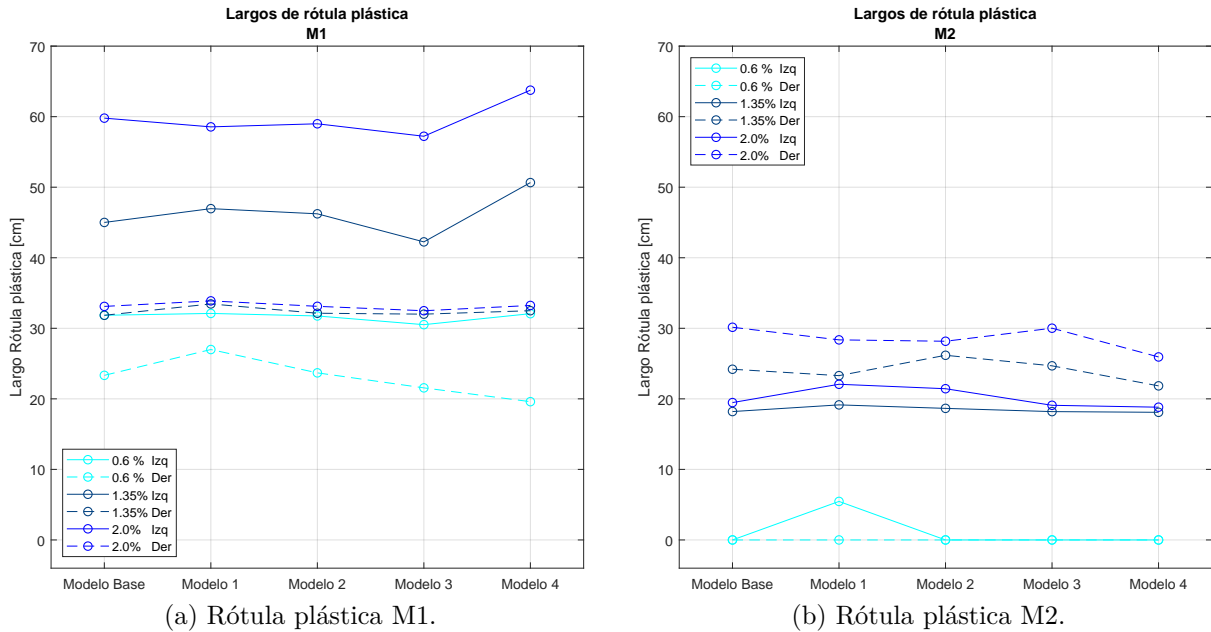 Largos de rótula plástica
M1
70
60
50
40
30
20
10
0
Largo Rótula plástica [cm]
0.6 % Izq
0.6 % Der
1.35% Izq
1.35% Der
2.0% Izq
2.0% Der
Modelo Base Modelo 1 Modelo 2 Modelo 3 Modelo 4
(a) Rótula plástica M1.
Largos de rótula plástica
M2
70
60
50
40
30
20
10
0
Largo Rótula plástica [cm]
0.6 % Izq
0.6 % Der
1.35% Izq
1.35% Der
2.0% Izq
2.0% Der
Modelo Base Modelo 1 Modelo 2 Modelo 3 Modelo 4
(b) Rótula plástica M2.